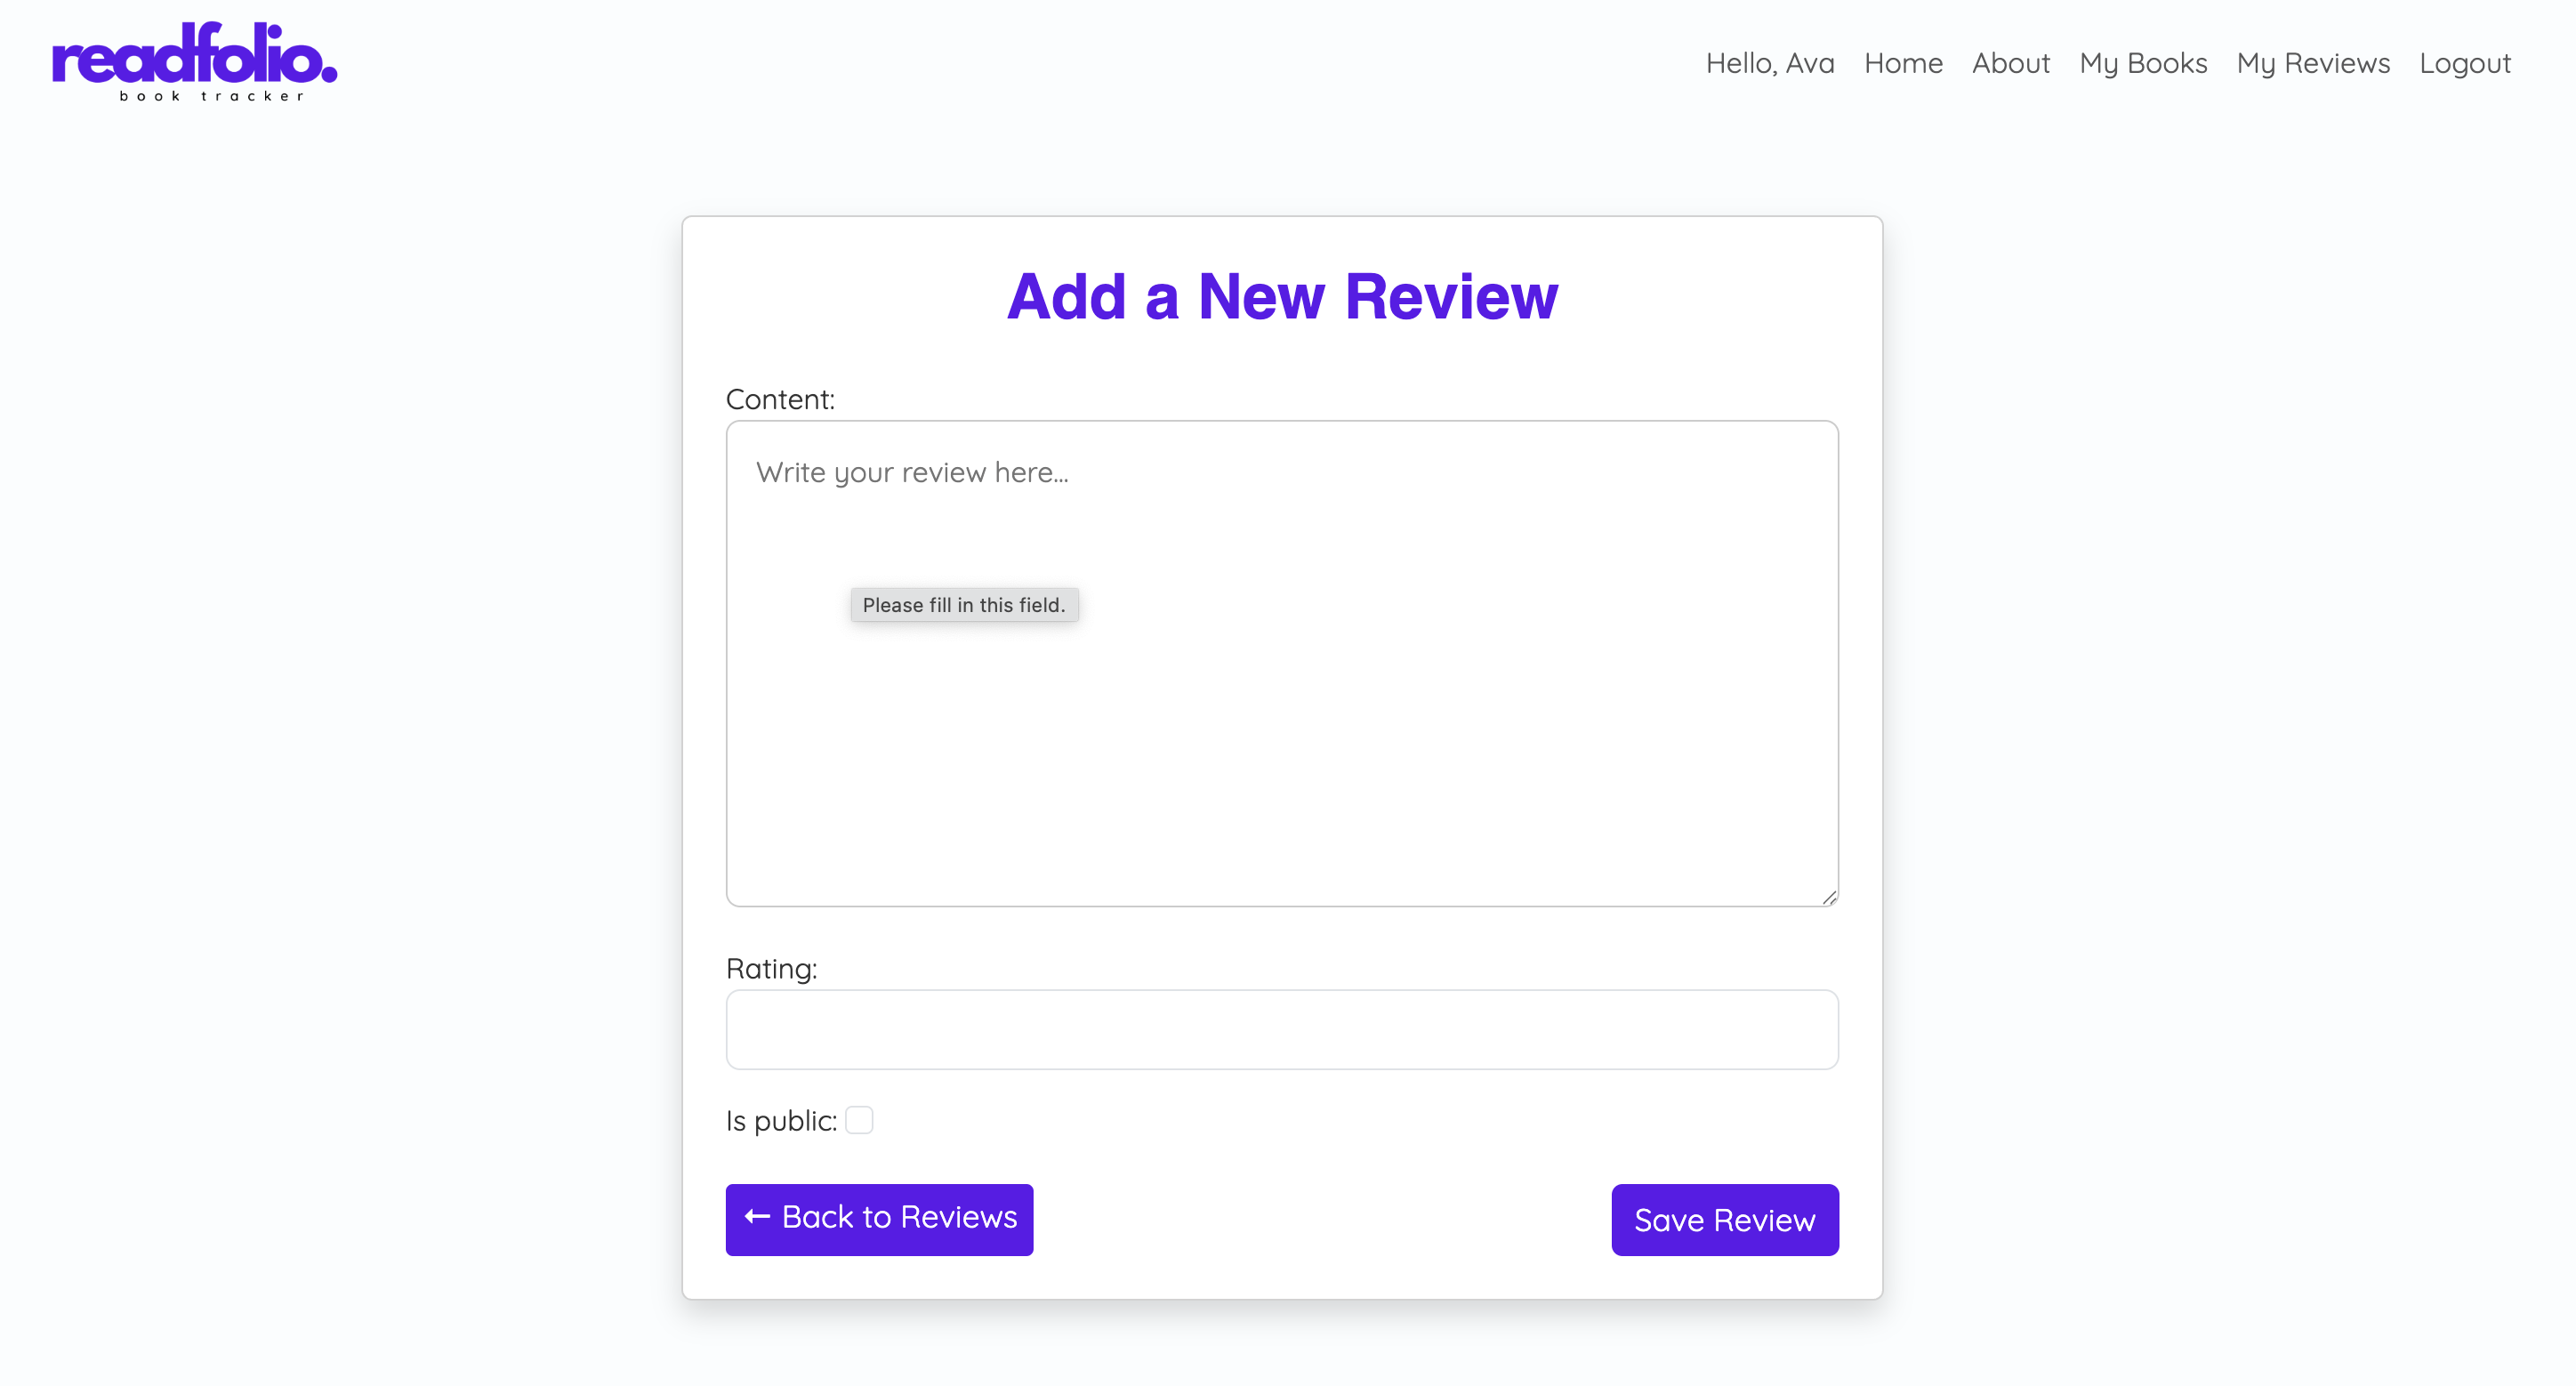 readfolio.
book tracker
Hello, Ava Home About My Books My Reviews Logout
Add a New Review
Content:
Write your review here...
Please fill in this field.
Rating:
Is public:
← Back to Reviews
Save Review